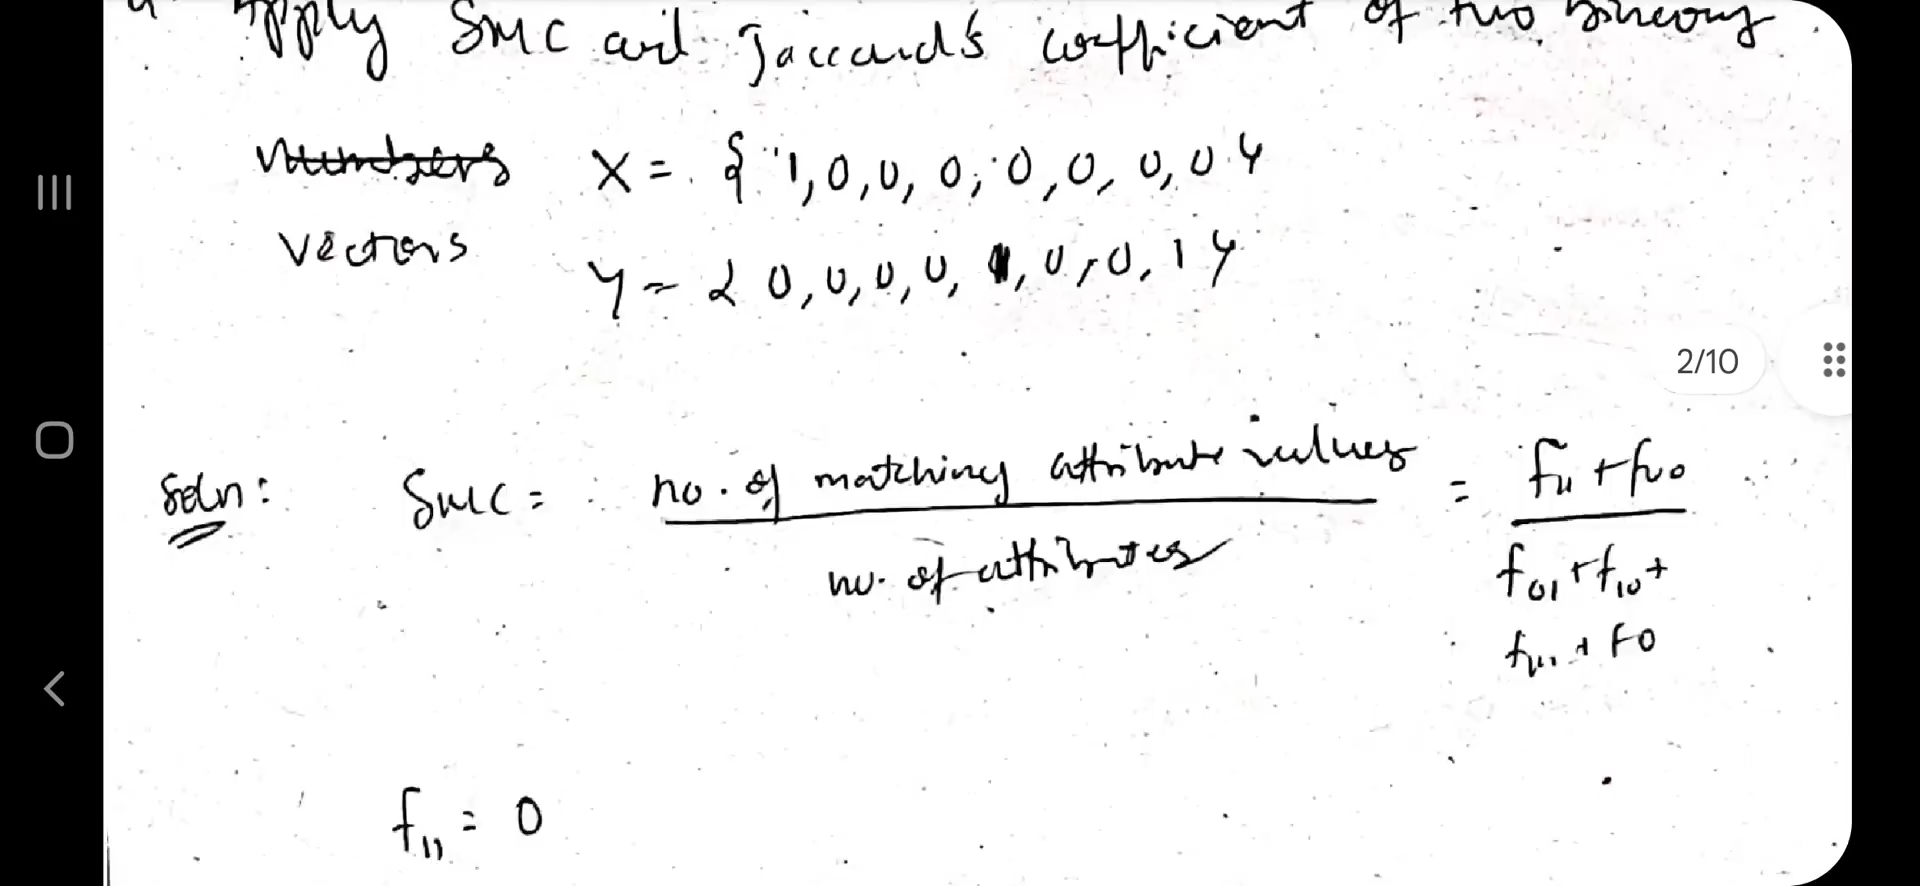 Apply SMC and Jaccard's coefficient of two binary
numbers X = { 1, 0, 0, 0, 0, 0, 0, 0 }
vectors
Y = { 0, 0, 0, 0, 1, 0, 0, 1 }
2/10
Soln: SMC = no. of matching attribute values / no. of attributes = f11 + f00 / f01 + f10 +
f11 + F0
f11 = 0